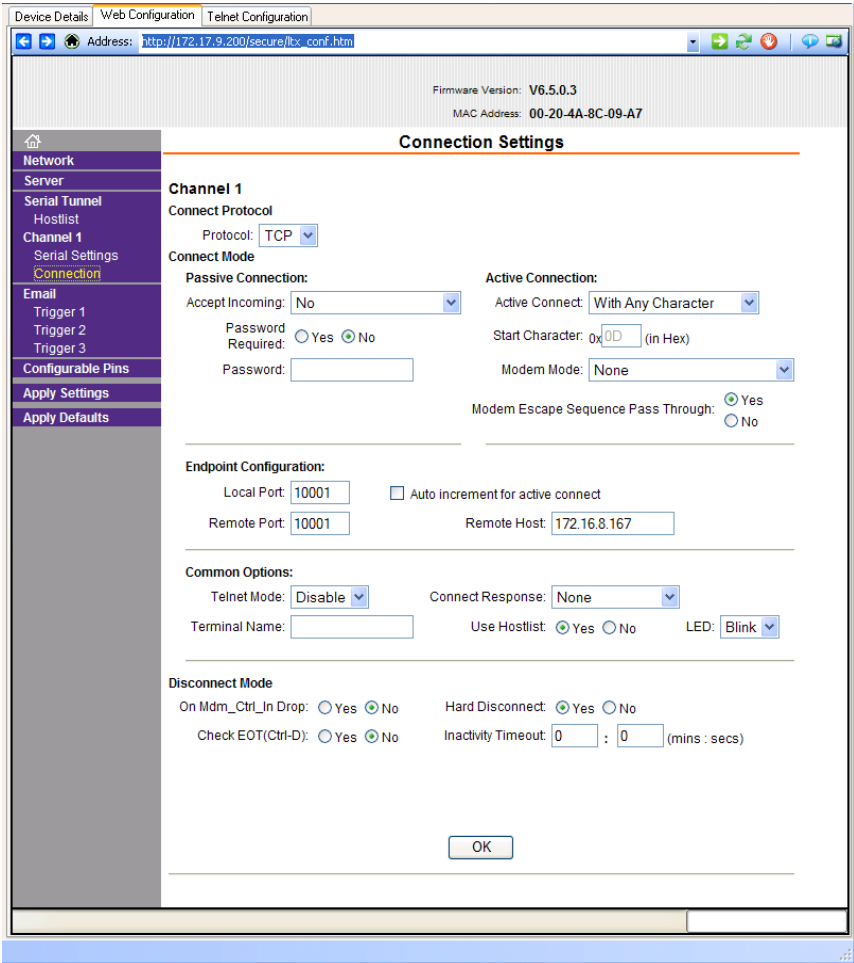 Device Details Web Configuration Telnet Configuration
Address: http://172.17.9.200/secure/ltx_conf.htm
Firmware Version: V6.5.0.3
MAC Address: 00-20-4A-8C-09-A7
Network
Server
Serial Tunnel
Hostlist
Channel 1
Serial Settings
Connection
Email
Trigger 1
Trigger 2
Trigger 3
Configurable Pins
Apply Settings
Apply Defaults
Connection Settings
Channel 1
Connect Protocol
Protocol: TCP
Connect Mode
Passive Connection: Active Connection:
Accept Incoming: No Active Connect: With Any Character
Password Required: Yes No Start Character: 0x 0D (in Hex)
Password: Modem Mode: None
Modem Escape Sequence Pass Through: Yes
No
Endpoint Configuration:
Local Port: 10001 Auto increment for active connect
Remote Port: 10001 Remote Host: 172.16.8.167
Common Options:
Telnet Mode: Disable Connect Response: None
Terminal Name: Use Hostlist: Yes No LED: Blink
Disconnect Mode
On Mdm_Ctrl_In Drop: Yes No Hard Disconnect: Yes No
Check EOT(Ctrl-D): Yes No Inactivity Timeout: 0 : 0 (mins : secs)
OK